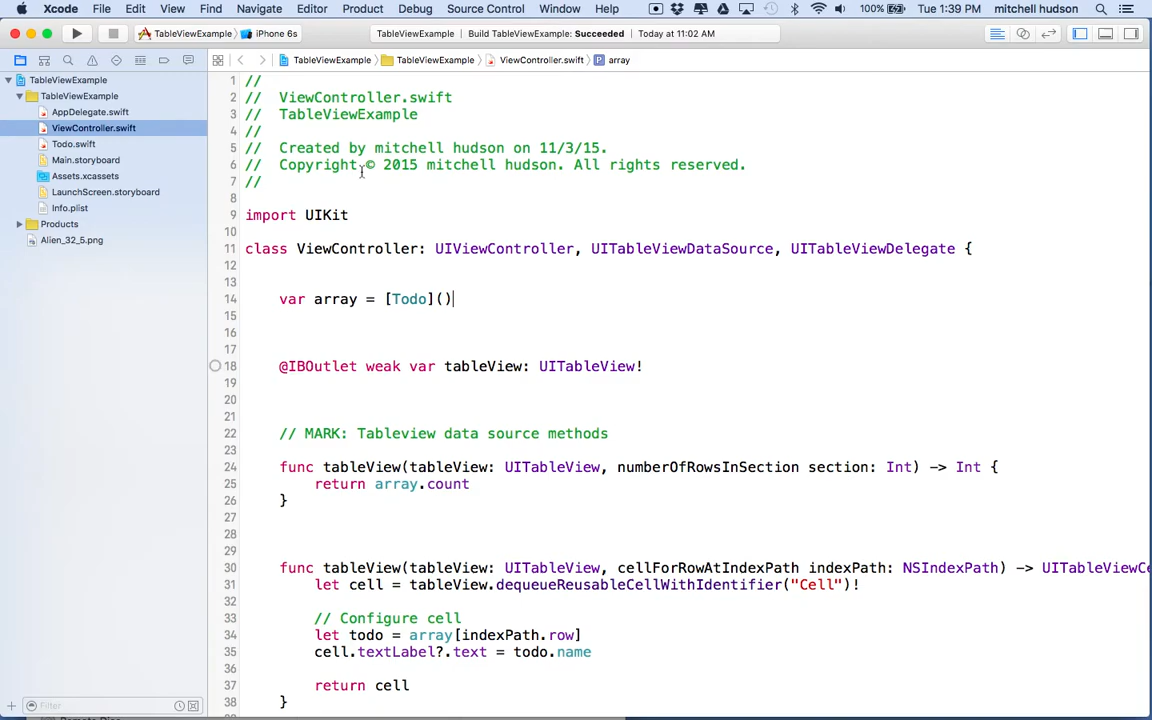 Xcode File Edit View Find Navigate Editor Product Debug Source Control Window Help 100% Tue 1:39 PM mitchell hudson
TableViewExample iPhone 6s TableViewExample Build TableViewExample: Succeeded Today at 11:02 AM
TableViewExample TableViewExample ViewController.swift array
TableViewExample
TableViewExample
AppDelegate.swift
ViewController.swift
Todo.swift
Main.storyboard
Assets.xcassets
LaunchScreen.storyboard
Info.plist
Products
Alien_32_5.png
Filter
1 //
2 // ViewController.swift
3 // TableViewExample
4 //
5 // Created by mitchell hudson on 11/3/15.
6 // Copyright © 2015 mitchell hudson. All rights reserved.
7 //
8
9 import UIKit
10
11 class ViewController: UIViewController, UITableViewDataSource, UITableViewDelegate {
12
13
14 var array = [Todo]()
15
16
17
18 @IBOutlet weak var tableView: UITableView!
19
20
21
22 // MARK: Tableview data source methods
23
24 func tableView(tableView: UITableView, numberOfRowsInSection section: Int) -> Int {
25 return array.count
26 }
27
28
29
30 func tableView(tableView: UITableView, cellForRowAtIndexPath indexPath: NSIndexPath) -> UITableViewCe
31 let cell = tableView.dequeueReusableCellWithIdentifier("Cell")!
32
33 // Configure cell
34 let todo = array[indexPath.row]
35 cell.textLabel?.text = todo.name
36
37 return cell
38 }